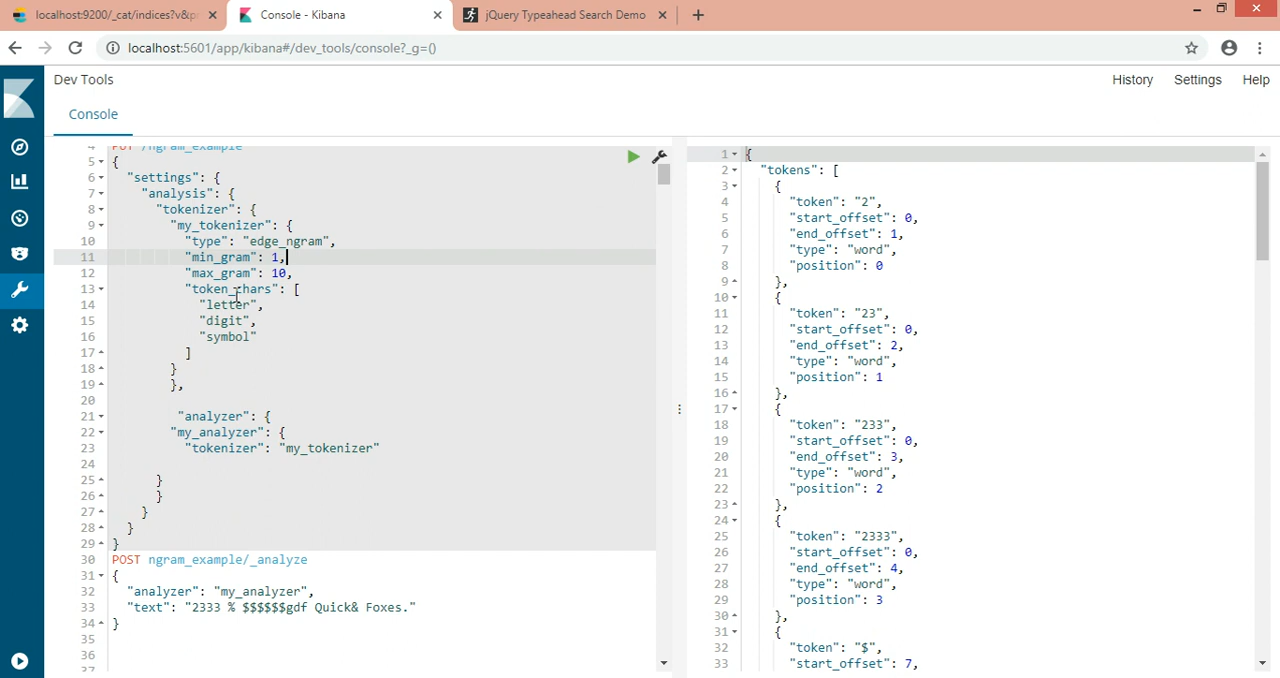 localhost:9200/_cat/indices?v&p
Console - Kibana
jQuery Typeahead Search Demo
localhost:5601/app/kibana#/dev_tools/console?_g=()
Dev Tools
History Settings Help
Console
4 PUT /ngram_example
5 {
6 "settings": {
7 "analysis": {
8 "tokenizer": {
9 "my_tokenizer": {
10 "type": "edge_ngram",
11 "min_gram": 1,
12 "max_gram": 10,
13 "token_chars": [
14 "letter",
15 "digit",
16 "symbol"
17 ]
18 }
19 },
20
21 "analyzer": {
22 "my_analyzer": {
23 "tokenizer": "my_tokenizer"
24
25 }
26 }
27 }
28 }
29 }
30 POST ngram_example/_analyze
31 {
32 "analyzer": "my_analyzer",
33 "text": "2333 % $$$$$$gdf Quick& Foxes."
34 }
35
36
37
1 {
2 "tokens": [
3 {
4 "token": "2",
5 "start_offset": 0,
6 "end_offset": 1,
7 "type": "word",
8 "position": 0
9 },
10 {
11 "token": "23",
12 "start_offset": 0,
13 "end_offset": 2,
14 "type": "word",
15 "position": 1
16 },
17 {
18 "token": "233",
19 "start_offset": 0,
20 "end_offset": 3,
21 "type": "word",
22 "position": 2
23 },
24 {
25 "token": "2333",
26 "start_offset": 0,
27 "end_offset": 4,
28 "type": "word",
29 "position": 3
30 },
31 {
32 "token": "$",
33 "start_offset": 7,